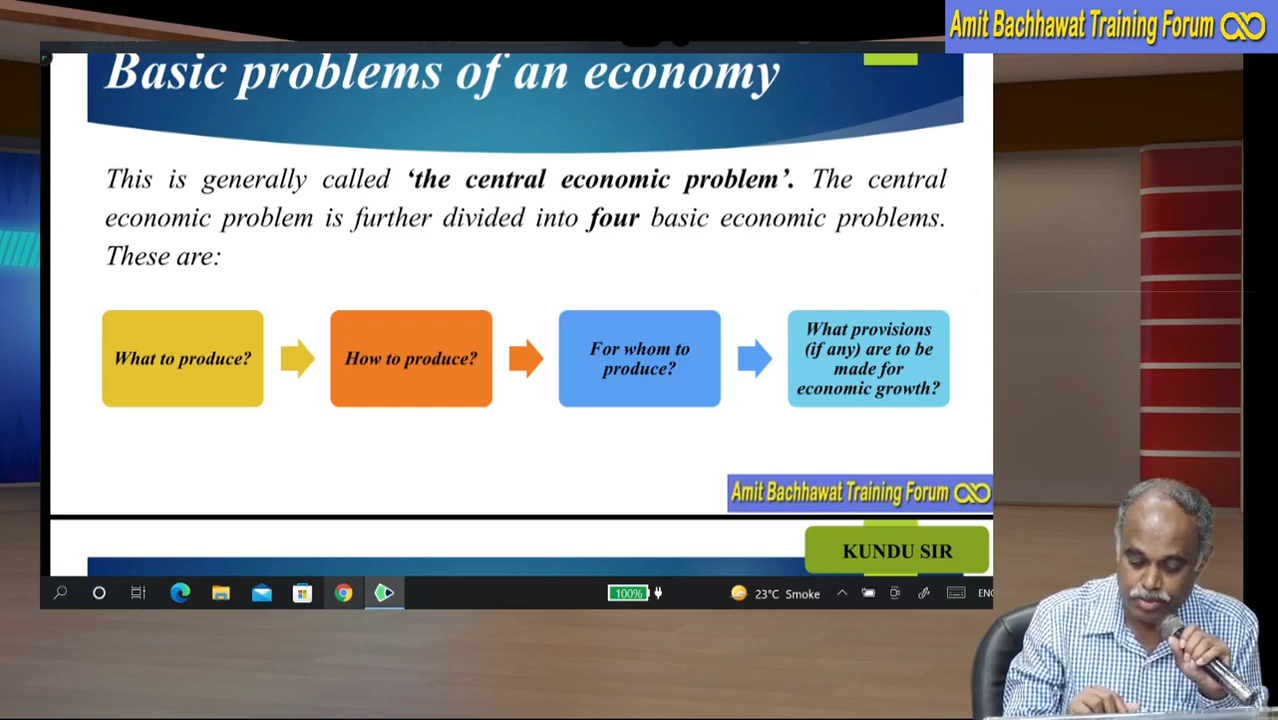 Amit Bachhawat Training Forum
Basic problems of an economy
This is generally called ‘the central economic problem’. The central
economic problem is further divided into four basic economic problems.
These are:
What to produce?
How to produce?
For whom to
produce?
What provisions
(if any) are to be
made for
economic growth?
Amit Bachhawat Training Forum
KUNDU SIR
100%
23°C Smoke
ENG